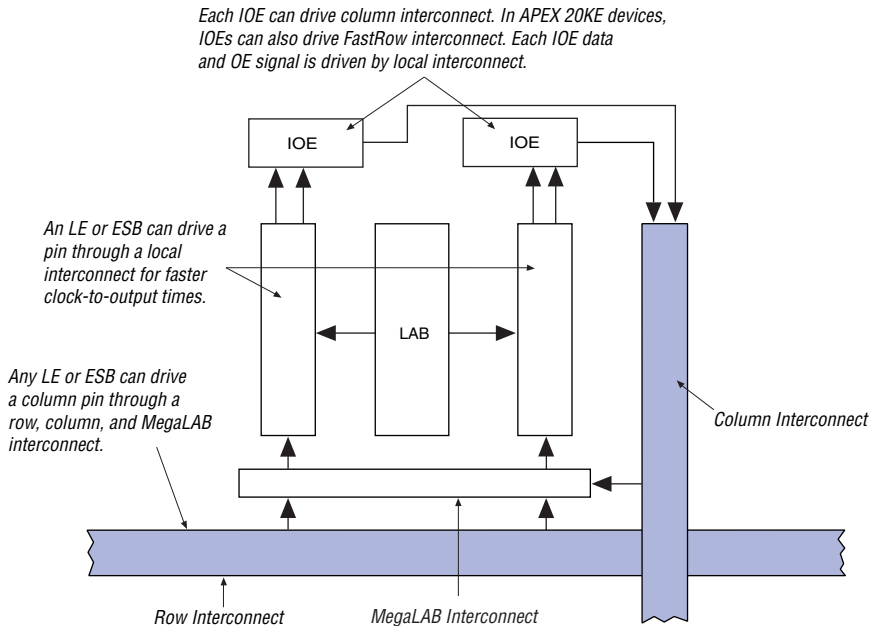 Each IOE can drive column interconnect. In APEX 20KE devices,
IOEs can also drive FastRow interconnect. Each IOE data
and OE signal is driven by local interconnect.
IOE
IOE
An LE or ESB can drive a
pin through a local
interconnect for faster
clock-to-output times.
LAB
Any LE or ESB can drive
a column pin through a
row, column, and MegaLAB
interconnect.
Column Interconnect
Row Interconnect
MegaLAB Interconnect